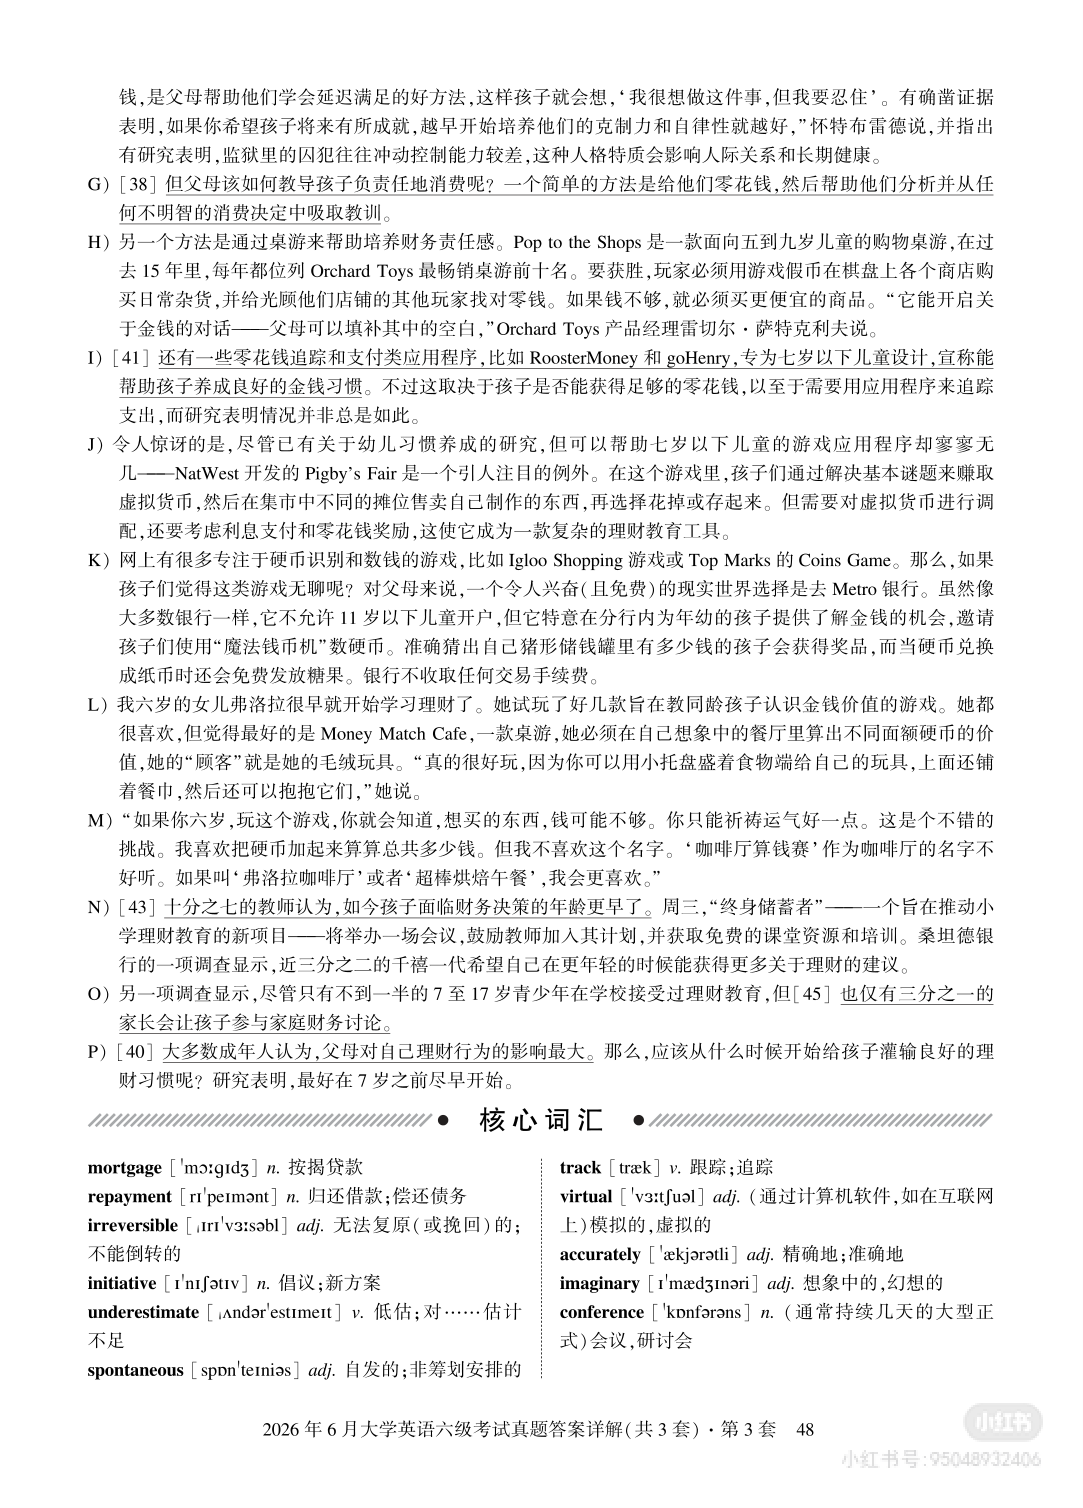 钱,是父母帮助他们学会延迟满足的好方法,这样孩子就会想,‘我很想做这件事,但我要忍住’。有确凿证据
表明,如果你希望孩子将来有所成就,越早开始培养他们的克制力和自律性就越好,”怀特布雷德说,并指出
有研究表明,监狱里的囚犯往往冲动控制能力较差,这种人格特质会影响人际关系和长期健康。
G) [38] 但父母该如何教导孩子负责任地消费呢? 一个简单的方法是给他们零花钱,然后帮助他们分析并从任
何不明智的消费决定中吸取教训。
H) 另一个方法是通过桌游来帮助培养财务责任感。Pop to the Shops 是一款面向五到九岁儿童的购物桌游,在过
去 15 年里,每年都位列 Orchard Toys 最畅销桌游前十名。要获胜,玩家必须用游戏假币在棋盘上各个商店购
买日常杂货,并给光顾他们店铺的其他玩家找对零钱。如果钱不够,就必须买更便宜的商品。“它能开启关
于金钱的对话——父母可以填补其中的空白,”Orchard Toys 产品经理雷切尔·萨特克利夫说。
I) [41] 还有一些零花钱追踪和支付类应用程序,比如 RoosterMoney 和 goHenry,专为七岁以下儿童设计,宣称能
帮助孩子养成良好的金钱习惯。不过这取决于孩子是否能获得足够的零花钱,以至于需要用应用程序来追踪
支出,而研究表明情况并非总是如此。
J) 令人惊讶的是,尽管已有关于幼儿习惯养成的研究,但可以帮助七岁以下儿童的游戏应用程序却寥寥无
几——NatWest 开发的 Pigby’s Fair 是一个引人注目的例外。在这个游戏里,孩子们通过解决基本谜题来赚取
虚拟货币,然后在集市中不同的摊位售卖自己制作的东西,再选择花掉或存起来。但需要对虚拟货币进行调
配,还要考虑利息支付和零花钱奖励,这使它成为一款复杂的理财教育工具。
K) 网上有很多专注于硬币识别和数钱的游戏,比如 Igloo Shopping 游戏或 Top Marks 的 Coins Game。那么,如果
孩子们觉得这类游戏无聊呢? 对父母来说,一个令人兴奋(且免费)的现实世界选择是去 Metro 银行。虽然像
大多数银行一样,它不允许 11 岁以下儿童开户,但它特意在分行内为年幼的孩子提供了解金钱的机会,邀请
孩子们使用“魔法钱币机”数硬币。准确猜出自己猪形储钱罐里有多少钱的孩子会获得奖品,而当硬币兑换
成纸币时还会免费发放糖果。银行不收取任何交易手续费。
L) 我六岁的女儿弗洛拉很早就开始学习理财了。她试玩了好几款旨在教同龄孩子认识金钱价值的游戏。她都
很喜欢,但觉得最好的是 Money Match Cafe,一款桌游,她必须在自己想象中的餐厅里算出不同面额硬币的价
值,她的“顾客”就是她的毛绒玩具。“真的很好玩,因为你可以用小托盘盛着食物端给自己的玩具,上面还铺
着餐巾,然后还可以抱抱它们,”她说。
M) “如果你六岁,玩这个游戏,你就会知道,想买的东西,钱可能不够。你只能祈祷运气好一点。这是个不错的
挑战。我喜欢把硬币加起来算算总共多少钱。但我不喜欢这个名字。‘咖啡厅算钱赛’作为咖啡厅的名字不
好听。如果叫‘弗洛拉咖啡厅’或者‘超棒烘焙午餐’,我会更喜欢。”
N) [43] 十分之七的教师认为,如今孩子面临财务决策的年龄更早了。周三,“终身储蓄者”——一个旨在推动小
学理财教育的新项目——将举办一场会议,鼓励教师加入其计划,并获取免费的课堂资源和培训。桑坦德银
行的一项调查显示,近三分之二的千禧一代希望自己在更年轻的时候能获得更多关于理财的建议。
O) 另一项调查显示,尽管只有不到一半的 7 至 17 岁青少年在学校接受过理财教育,但[45] 也仅有三分之一的
家长会让孩子参与家庭财务讨论。
P) [40] 大多数成年人认为,父母对自己理财行为的影响最大。那么,应该从什么时候开始给孩子灌输良好的理
财习惯呢? 研究表明,最好在 7 岁之前尽早开始。
● 核心词汇 ●
mortgage [ˈmɔːɡɪdʒ] n. 按揭贷款
repayment [rɪˈpeɪmənt] n. 归还借款;偿还债务
irreversible [ˌɪrɪˈvɜːsəbl] adj. 无法复原(或挽回)的;
不能倒转的
initiative [ɪˈnɪʃətɪv] n. 倡议;新方案
underestimate [ˌʌndərˈestɪmeɪt] v. 低估;对……估计
不足
spontaneous [spɒnˈteɪniəs] adj. 自发的;非筹划安排的
track [træk] v. 跟踪;追踪
virtual [ˈvɜːtʃuəl] adj. (通过计算机软件,如在互联网
上)模拟的,虚拟的
accurately [ˈækjərətli] adj. 精确地;准确地
imaginary [ɪˈmædʒɪnəri] adj. 想象中的,幻想的
conference [ˈkɒnfərəns] n. (通常持续几天的大型正
式)会议,研讨会
2026 年 6 月大学英语六级考试真题答案详解(共 3 套)·第 3 套 48
小红书
小红书号:95048932406